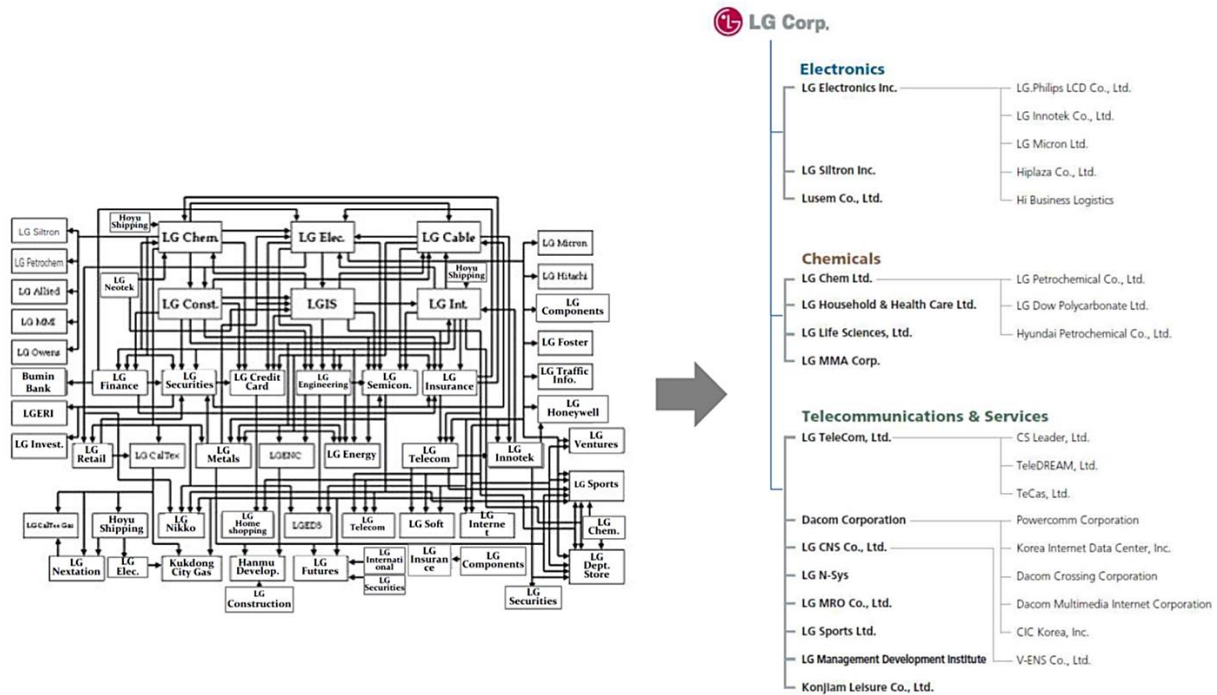 LG Corp.
Electronics
LG Electronics Inc.
LG.Philips LCD Co., Ltd.
LG Innotek Co., Ltd.
LG Micron Ltd.
LG Siltron Inc.
Hiplaza Co., Ltd.
Lusem Co., Ltd.
Hi Business Logistics
Chemicals
LG Chem Ltd.
LG Petrochemical Co., Ltd.
LG Household & Health Care Ltd.
LG Dow Polycarbonate Ltd.
LG Life Sciences, Ltd.
Hyundai Petrochemical Co., Ltd.
LG MMA Corp.
Telecommunications & Services
LG TeleCom, Ltd.
CS Leader, Ltd.
TeleDREAM, Ltd.
TeCas, Ltd.
Dacom Corporation
Powercomm Corporation
LG CNS Co., Ltd.
Korea Internet Data Center, Inc.
LG N-Sys
Dacom Crossing Corporation
LG MRO Co., Ltd.
Dacom Multimedia Internet Corporation
LG Sports Ltd.
CIC Korea, Inc.
LG Management Development Institute
V-ENS Co., Ltd.
Konjiam Leisure Co., Ltd.
LG Siltron
LG Petrochem
LG Allied
LG MMI
LG Owens
Bumin
Bank
LGERI
LG Invest.
Hoyu
Shipping
LG Chem.
LG Elec.
LG Cable
LG
Neotek
Hoyu
Shipping
LG Const.
LGIS
LG Int.
LG Micron
LG Hitachi
LG
Components
LG Foster
LG Traffic
Info.
LG
Honeywell
LG
Ventures
LG Sports
LG
Chem.
LG
Dept.
Store
LG
Finance
LG
Securities
LG Credit
Card
LG
Engineering
LG
Semicon.
LG
Insurance
LG
Retail
LG CalTex
LG
Metals
LGENC
LG Energy
LG
Telecom
LG
Innotek
LG CalTex Gas
Hoyu
Shipping
LG
Nikko
LG
Home
shopping
LGEDS
LG
Telecom
LG Soft
LG
Interne
t
LG
Nextation
LG
Elec.
Kukdong
City Gas
Hanmu
Develop.
LG
Futures
LG
Internati
onal
LG
Securities
LG
Insuran
ce
LG
Components
LG
Construction
LG
Securities